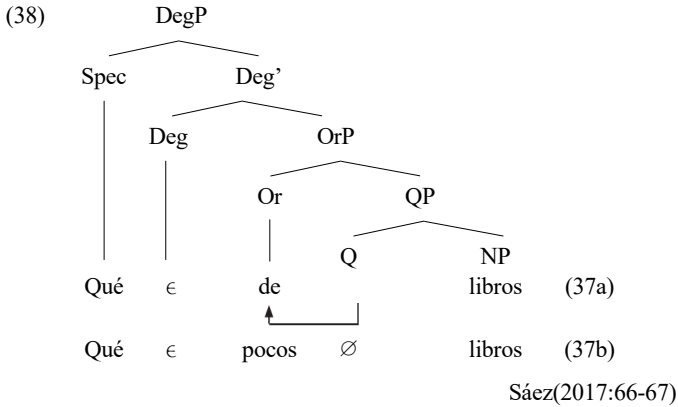 (38) DegP
Spec Deg’
Deg OrP
Or QP
Q NP
Qué ϵ de libros (37a)
Qué ϵ pocos ∅ libros (37b)
Sáez(2017:66-67)